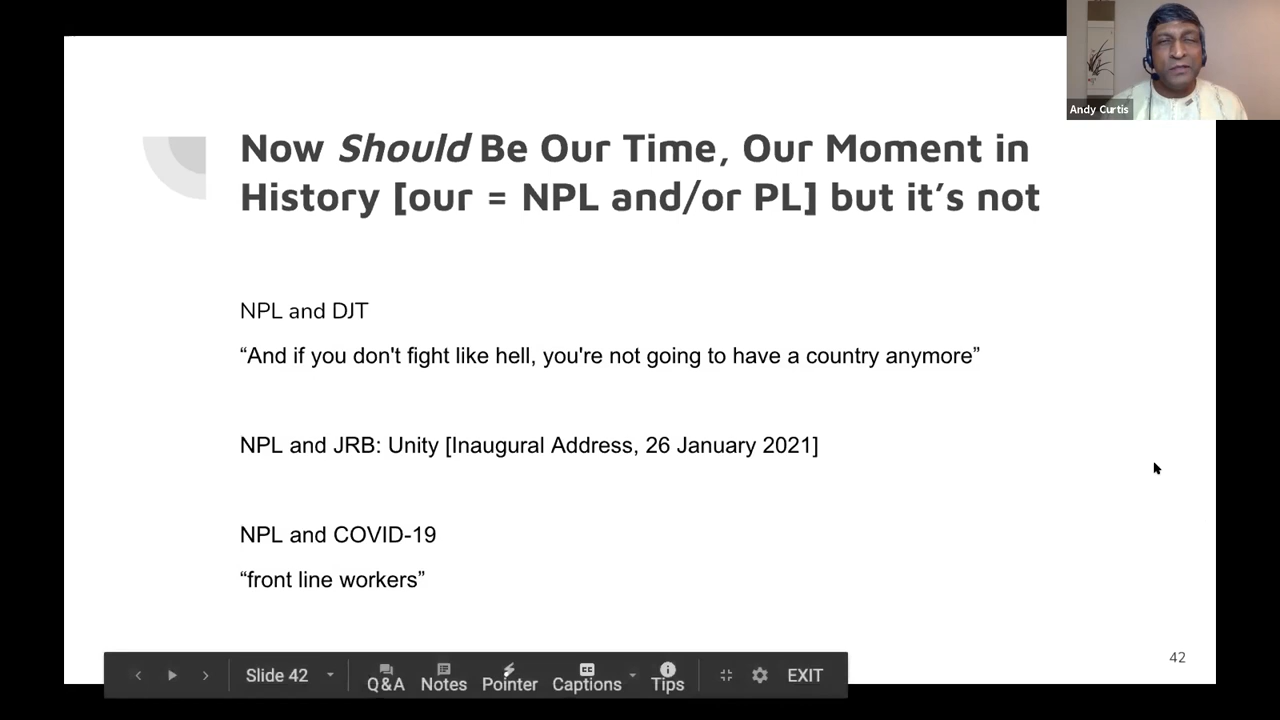 Andy Curtis
Now Should Be Our Time, Our Moment in
History [our = NPL and/or PL] but it’s not
NPL and DJT
“And if you don't fight like hell, you're not going to have a country anymore”
NPL and JRB: Unity [Inaugural Address, 26 January 2021]
NPL and COVID-19
“front line workers”
42
Slide 42
Q&A
Notes
Pointer
CC
Captions
Tips
EXIT